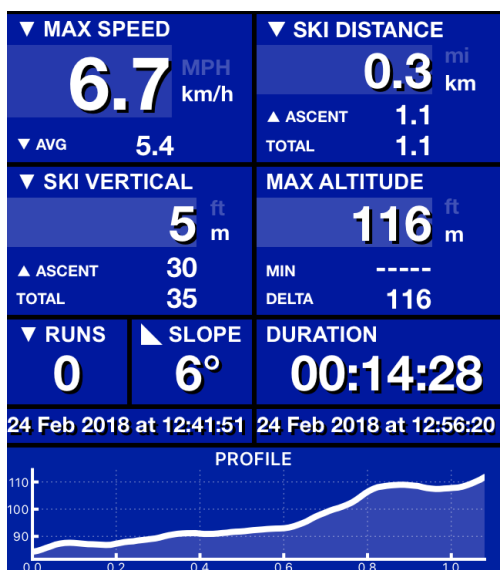 ▼ MAX SPEED
6.7 MPH km/h
▼ AVG 5.4
▼ SKI DISTANCE
0.3 mi km
▲ ASCENT 1.1
TOTAL 1.1
▼ SKI VERTICAL
5 ft m
▲ ASCENT 30
TOTAL 35
MAX ALTITUDE
116 ft m
MIN -----
DELTA 116
▼ RUNS
0
◣ SLOPE
6°
DURATION
00:14:28
24 Feb 2018 at 12:41:51
24 Feb 2018 at 12:56:20
PROFILE
110
100
90
0.0 0.2 0.4 0.6 0.8 1.0